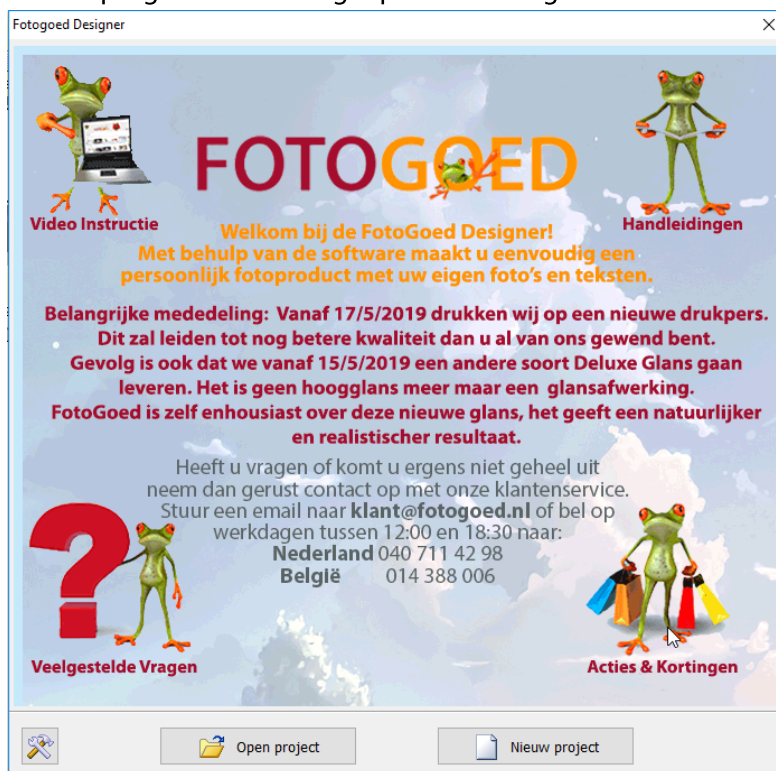 Fotogoed Designer
FOTOGOED
Video Instructie
Handleidingen
Welkom bij de FotoGoed Designer!
Met behulp van de software maakt u eenvoudig een
persoonlijk fotoproduct met uw eigen foto's en teksten.
Belangrijke mededeling: Vanaf 17/5/2019 drukken wij op een nieuwe drukpers.
Dit zal leiden tot nog betere kwaliteit dan u al van ons gewend bent.
Gevolg is ook dat we vanaf 15/5/2019 een andere soort Deluxe Glans gaan
leveren. Het is geen hoogglans meer maar een glansafwerking.
FotoGoed is zelf enhousiast over deze nieuwe glans, het geeft een natuurlijker
en realistischer resultaat.
Heeft u vragen of komt u ergens niet geheel uit
neem dan gerust contact op met onze klantenservice.
Stuur een email naar klant@fotogoed.nl of bel op
werkdagen tussen 12:00 en 18:30 naar:
Nederland 040 711 42 98
België 014 388 006
Veelgestelde Vragen
Acties & Kortingen
Open project
Nieuw project